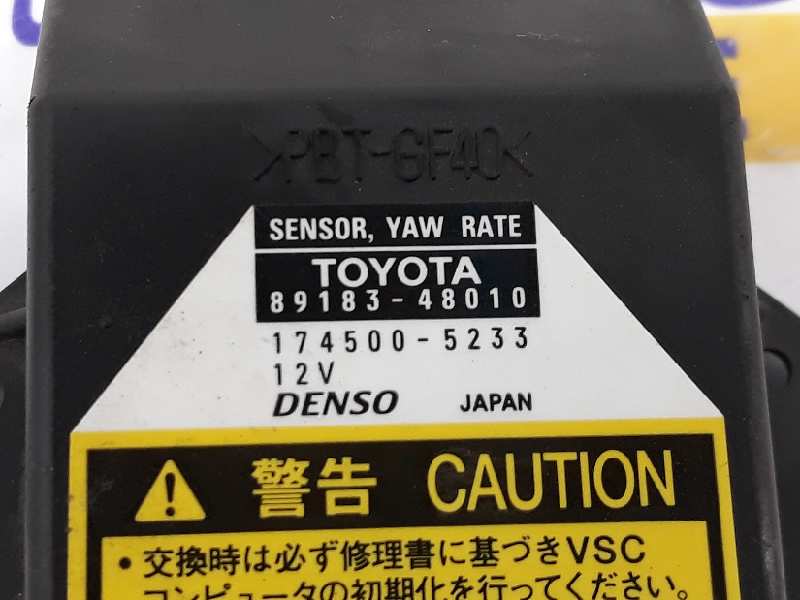 >PBT-GF40<
SENSOR, YAW RATE
TOYOTA
89183-48010
174500-5233
12V
DENSO JAPAN
警告 CAUTION
・交換時は必ず修理書に基づきVSC
コンピュータの初期化を行ってください。